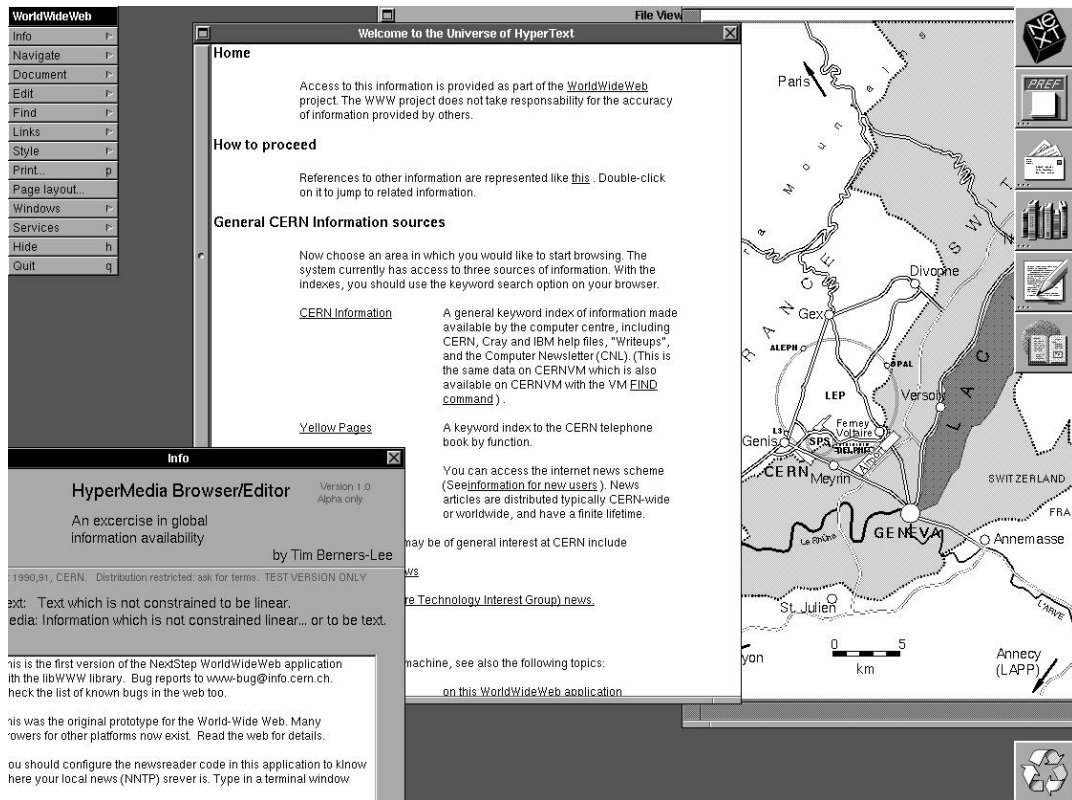 WorldWideWeb
Info
Navigate
Document
Edit
Find
Links
Style
Print... p
Page layout...
Windows
Services
Hide h
Quit q
File View
Welcome to the Universe of HyperText
Home
Access to this information is provided as part of the WorldWideWeb
project. The WWW project does not take responsability for the accuracy
of information provided by others.
How to proceed
References to other information are represented like this . Double-click
on it to jump to related information.
General CERN Information sources
Now choose an area in which you would like to start browsing. The
system currently has access to three sources of information. With the
indexes, you should use the keyword search option on your browser.
CERN Information
A general keyword index of information made
available by the computer centre, including
CERN, Cray and IBM help files, "Writeups",
and the Computer Newsletter (CNL). (This is
the same data on CERNVM which is also
available on CERNVM with the VM FIND
command ) .
Yellow Pages
A keyword index to the CERN telephone
book by function.
You can access the internet news scheme
(Seeinformation for new users ). News
articles are distributed typically CERN-wide
or worldwide, and have a finite lifetime.
may be of general interest at CERN include
ws
re Technology Interest Group) news.
machine, see also the following topics:
on this WorldWideWeb application
Info
HyperMedia Browser/Editor
Version 1.0
Alpha only
An excercise in global
information availability
by Tim Berners-Lee
1990,91, CERN. Distribution restricted: ask for terms. TEST VERSION ONLY
ext: Text which is not constrained to be linear.
edia: Information which is not constrained linear... or to be text.
his is the first version of the NextStep WorldWideWeb application
ith the libWWW library. Bug reports to www-bug@info.cern.ch.
heck the list of known bugs in the web too.
his was the original prototype for the World-Wide Web. Many
rowers for other platforms now exist. Read the web for details.
ou should configure the newsreader code in this application to klnow
here your local news (NNTP) srever is. Type in a terminal window
Paris
Divonne
Gex
ALEPH
OPAL
LEP
Versoix
Ferney
Voltaire
L3
Genis
SPS
DELPHI
Airport
CERN
Meyrin
LAC
FRANCE
SWIT
SWITZERLAND
FRA
GENEVA
Le Rhône
Annemasse
St. Julien
L'ARVE
0 5
km
yon
Annecy
(LAPP)
NeXT
PREF